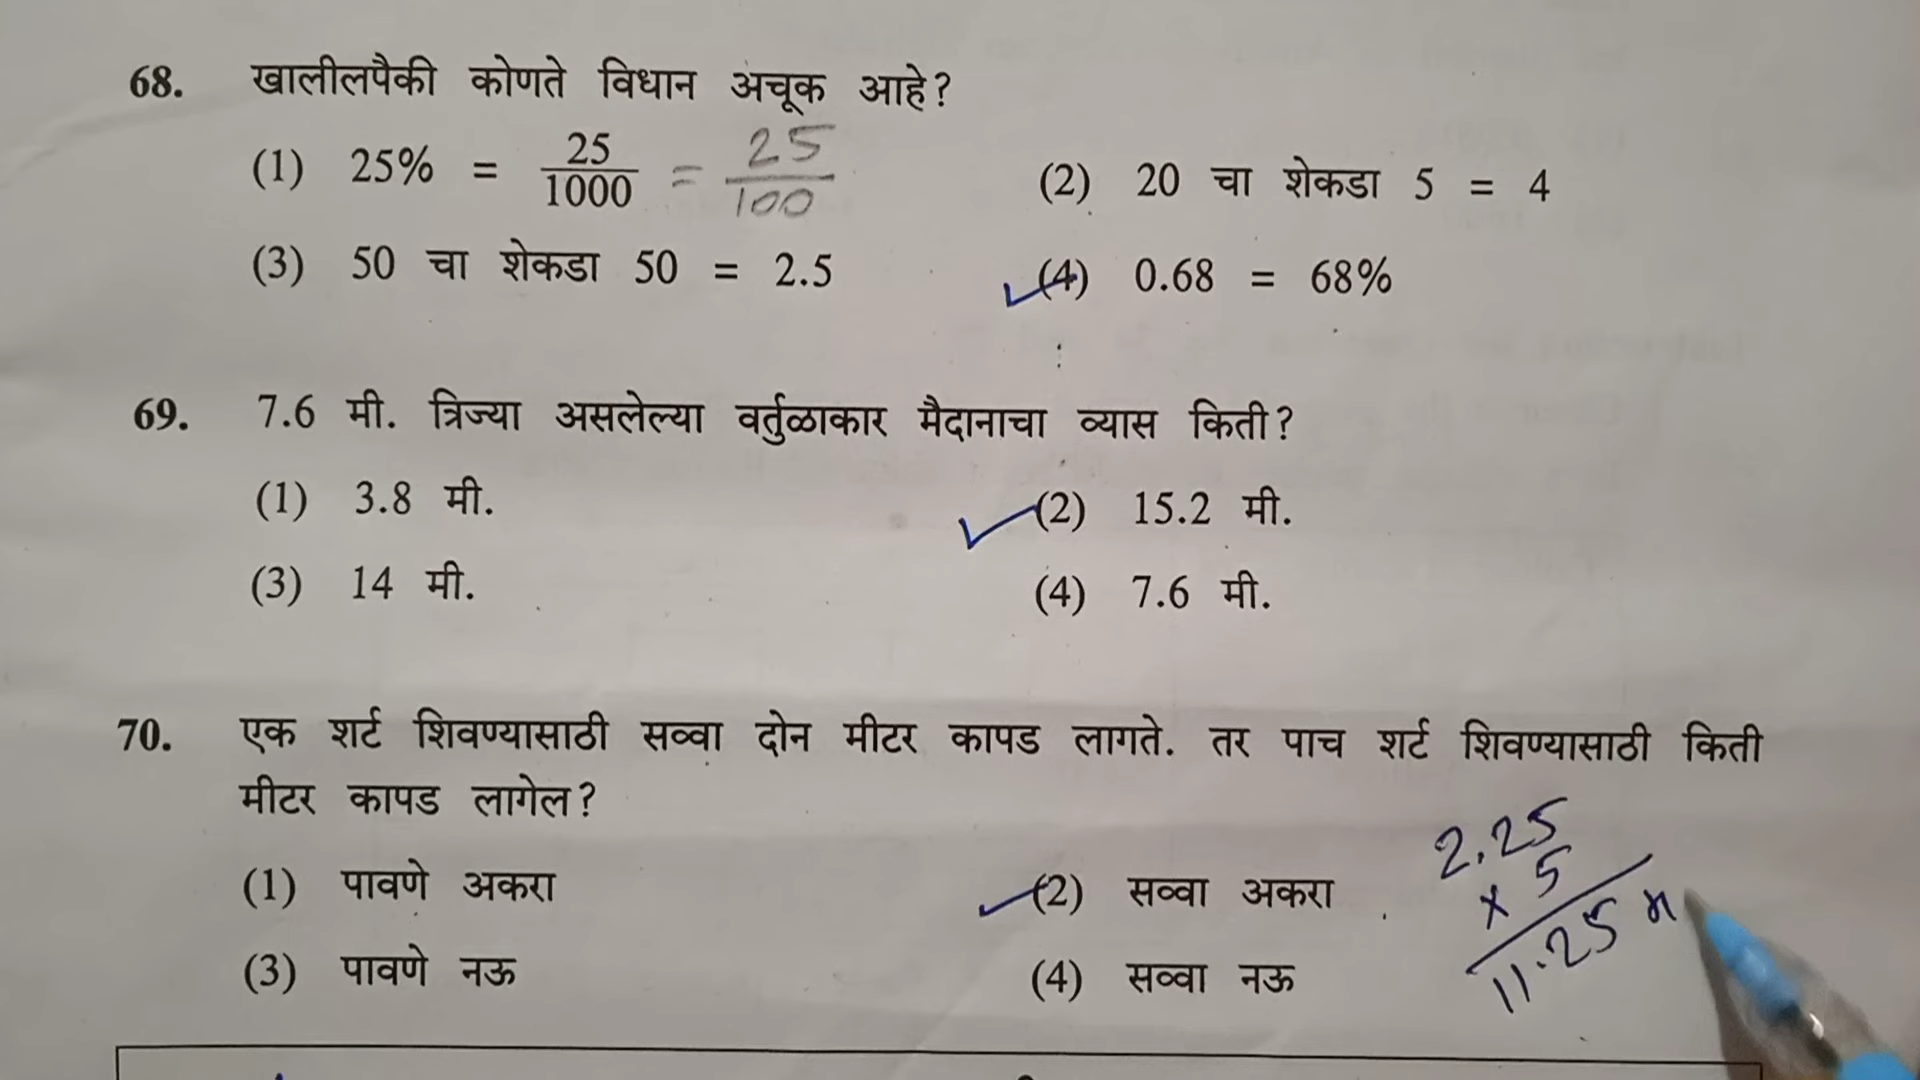 68. खालीलपैकी कोणते विधान अचूक आहे?
(1) 25% = 25/1000 = 25/100
(2) 20 चा शेकडा 5 = 4
(3) 50 चा शेकडा 50 = 2.5
(4) 0.68 = 68%
69. 7.6 मी. त्रिज्या असलेल्या वर्तुळाकार मैदानाचा व्यास किती?
(1) 3.8 मी.
(2) 15.2 मी.
(3) 14 मी.
(4) 7.6 मी.
70. एक शर्ट शिवण्यासाठी सव्वा दोन मीटर कापड लागते. तर पाच शर्ट शिवण्यासाठी किती
मीटर कापड लागेल?
2.25
x 5
11.25
(1) पावणे अकरा
(2) सव्वा अकरा
(3) पावणे नऊ
(4) सव्वा नऊ